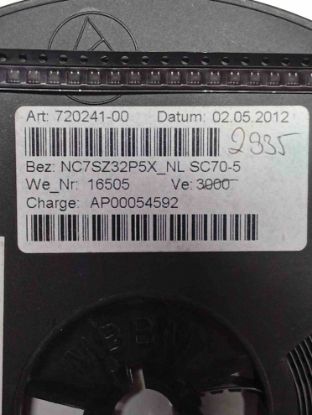 Art: 720241-00 Datum: 02.05.2012
2935
Bez: NC7SZ32P5X_NL SC70-5
We_Nr: 16505 Ve: 3000
Charge: AP00054592